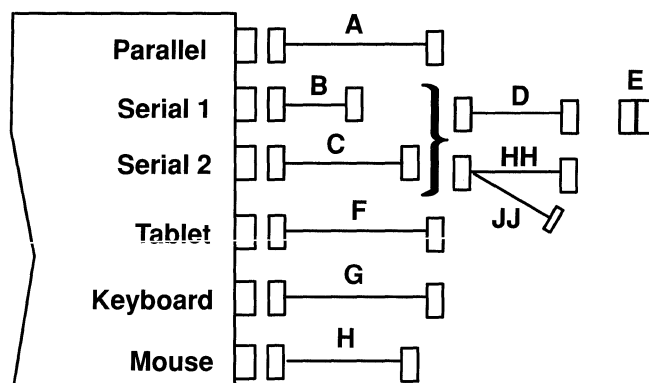 A
Parallel
B
Serial 1
D
E
C
Serial 2
HH
JJ
F
Tablet
G
Keyboard
H
Mouse